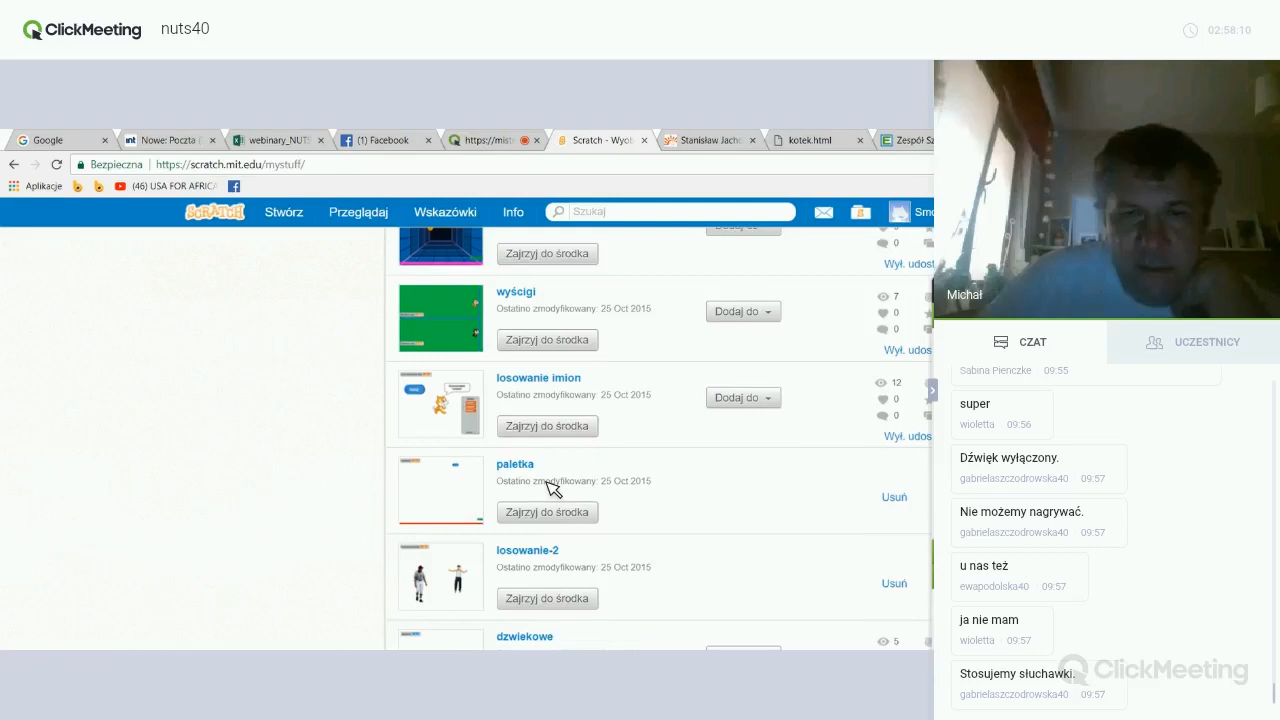 ClickMeeting nuts40 02:58:10
Google Nowe: Poczta webinary_NUT (1) Facebook https://mist Scratch - Wyob Stanisław Jach kotek.html Zespół Sz
Bezpieczna https://scratch.mit.edu/mystuff/
Aplikacje (46) USA FOR AFRICA
SCRATCH Stwórz Przeglądaj Wskazówki Info Szukaj Smo
Zajrzyj do środka
0
Wył. udost
wyścigi
Ostatino zmodyfikowany: 25 Oct 2015
Zajrzyj do środka
Dodaj do
7
0
0
Wył. udos
losowanie imion
Ostatino zmodyfikowany: 25 Oct 2015
Zajrzyj do środka
Dodaj do
12
0
0
Wył. udos
paletka
Ostatino zmodyfikowany: 25 Oct 2015
Zajrzyj do środka
Usuń
losowanie-2
Ostatino zmodyfikowany: 25 Oct 2015
Zajrzyj do środka
Usuń
dzwiekowe
5
Michał
CZAT UCZESTNICY
Sabina Pienczke 09:55
super
wioletta 09:56
Dźwięk wyłączony.
gabrielaszczodrowska40 09:57
Nie możemy nagrywać.
gabrielaszczodrowska40 09:57
u nas też
ewapodolska40 09:57
ja nie mam
wioletta 09:57
Stosujemy słuchawki.
gabrielaszczodrowska40 09:57
ClickMeeting